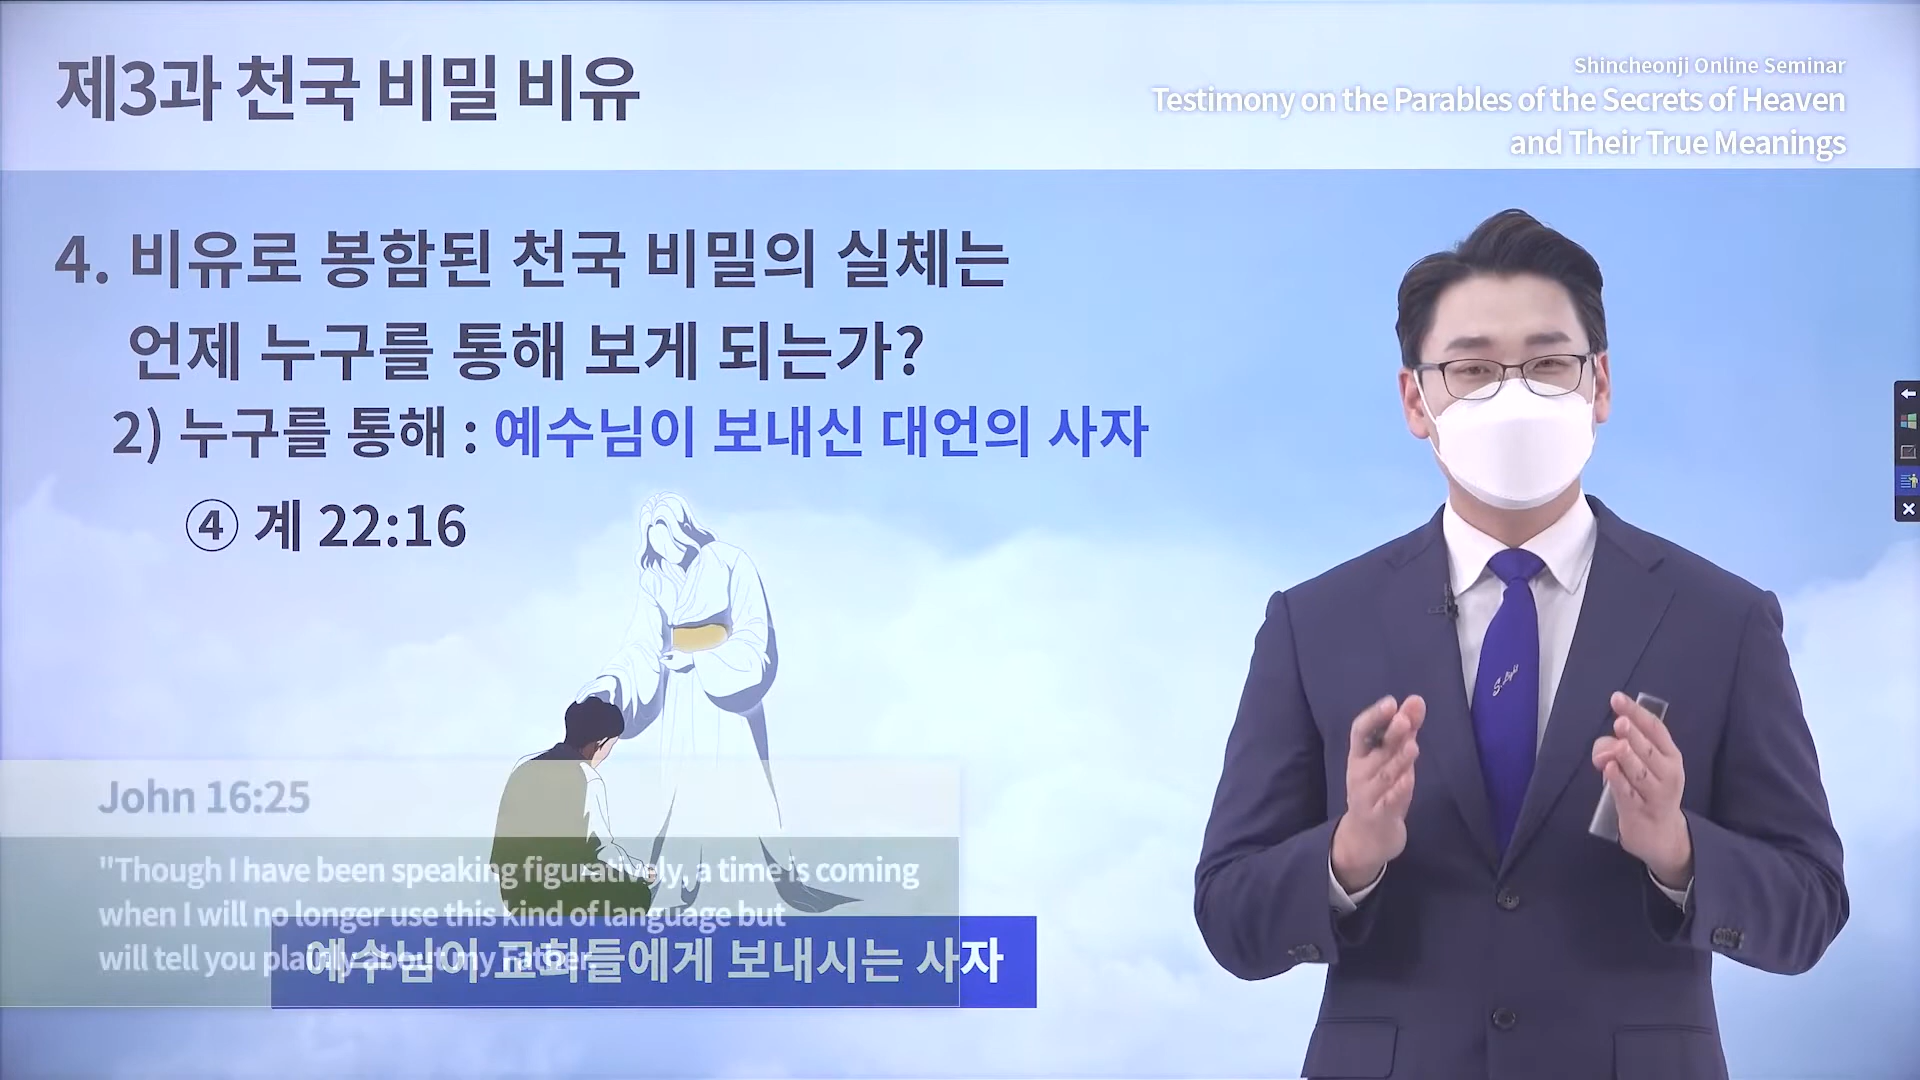 제3과 천국 비밀 비유
Shincheonji Online Seminar
Testimony on the Parables of the Secrets of Heaven
and Their True Meanings
4. 비유로 봉함된 천국 비밀의 실체는
언제 누구를 통해 보게 되는가?
2) 누구를 통해 : 예수님이 보내신 대언의 사자
④ 계 22:16
John 16:25
"Though I have been speaking figuratively, a time is coming
when I will no longer use this kind of language but
will tell you plainly about my Father.
예수님이 교회들에게 보내시는 사자